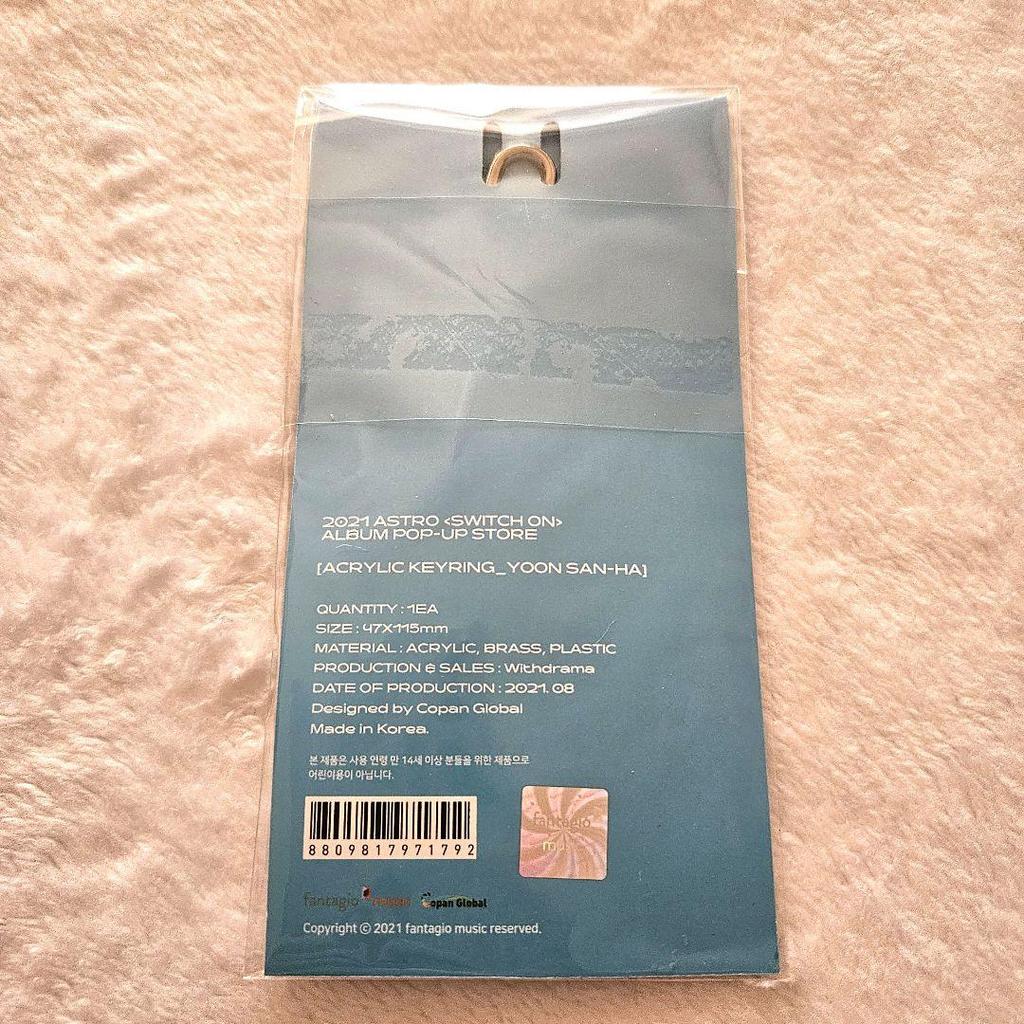 2021 ASTRO <SWITCH ON>
ALBUM POP-UP STORE
[ACRYLIC KEYRING_YOON SAN-HA]
QUANTITY : 1EA
SIZE : 47X115mm
MATERIAL : ACRYLIC, BRASS, PLASTIC
PRODUCTION & SALES : Withdrama
DATE OF PRODUCTION : 2021. 08
Designed by Copan Global
Made in Korea.
본 제품은 사용 연령 만 14세 이상 분들을 위한 제품으로
어린이용이 아닙니다.
8809817971792
fantagio
fantagio Copan Global
Copyright ⓒ 2021 fantagio music reserved.